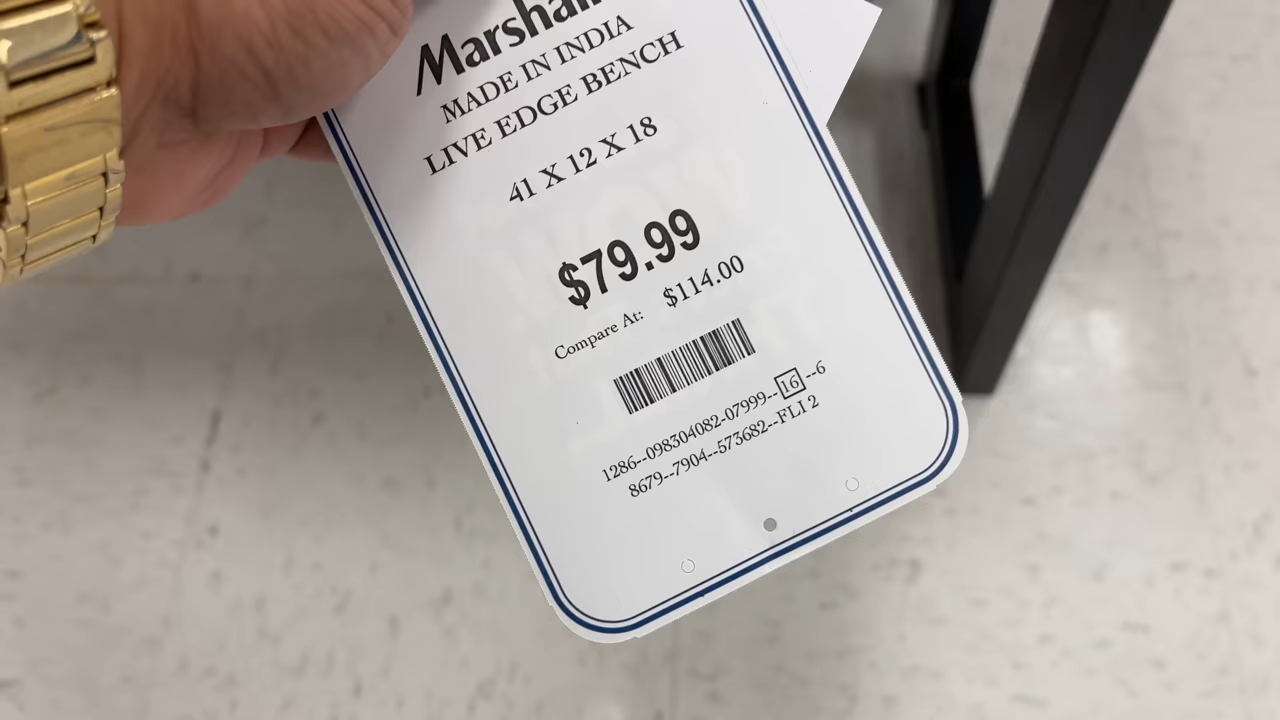 Marshall
MADE IN INDIA
LIVE EDGE BENCH
41 X 12 X 18
$79.99
Compare At: $114.00
1286--098304082-07999--16--6
8679--7904--573682--FLI 2